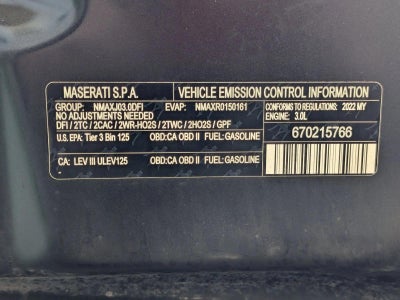 MASERATI S.P.A. VEHICLE EMISSION CONTROL INFORMATION
GROUP: NMAXJ03.0DFI EVAP: NMAXR0150161 CONFORMS TO REGULATIONS: 2022 MY
NO ADJUSTMENTS NEEDED ENGINE: 3.0L
DFI / 2TC / 2CAC / 2WR-HO2S / 2TWC / 2HO2S / GPF
U.S. EPA: Tier 3 Bin 125 OBD:CA OBD II FUEL:GASOLINE 670215766
CA: LEV III ULEV125 OBD:CA OBD II FUEL:GASOLINE